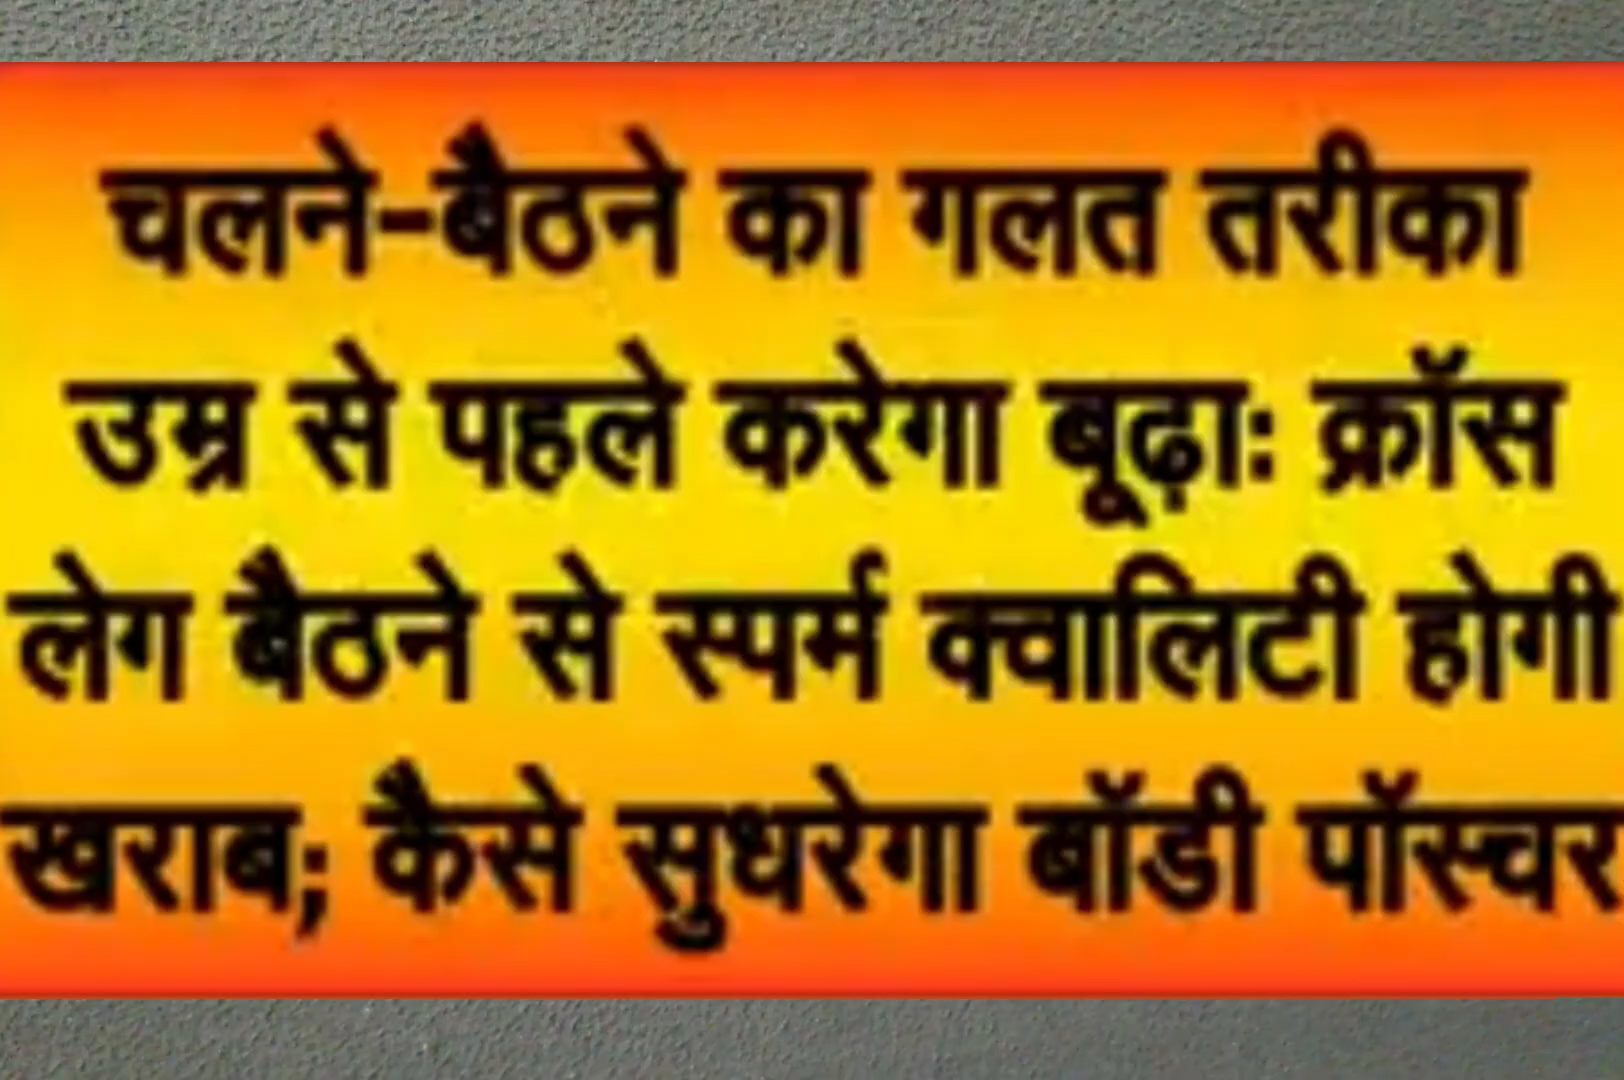 चलने-बैठने का गलत तरीका
उम्र से पहले करेगा बूढ़ा: क्रॉस
लेग बैठने से स्पर्म क्वालिटी होगी
खराब; कैसे सुधरेगा बॉडी पॉस्चर